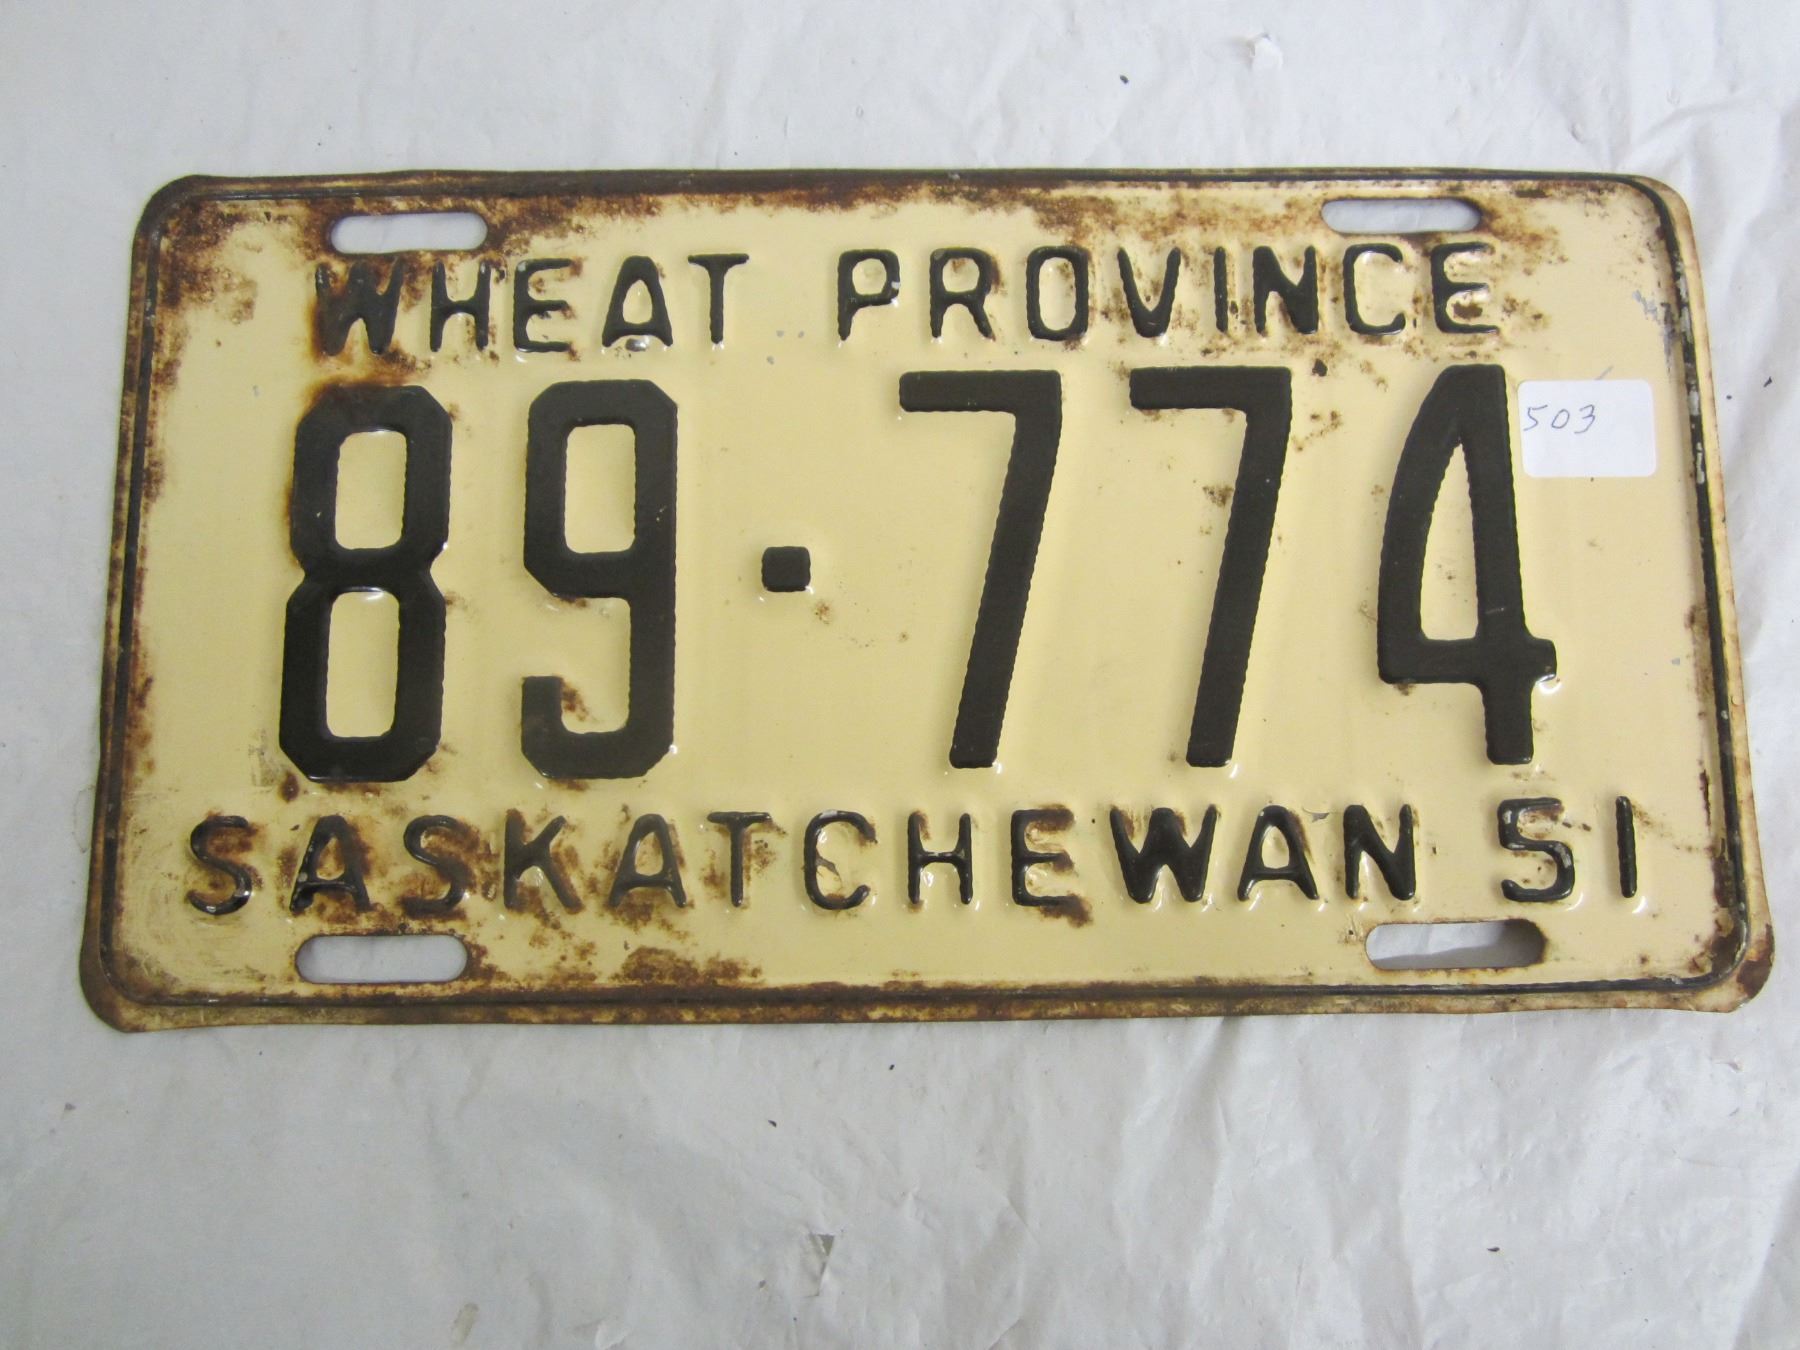 WHEAT PROVINCE
89·774
503
SASKATCHEWAN 51